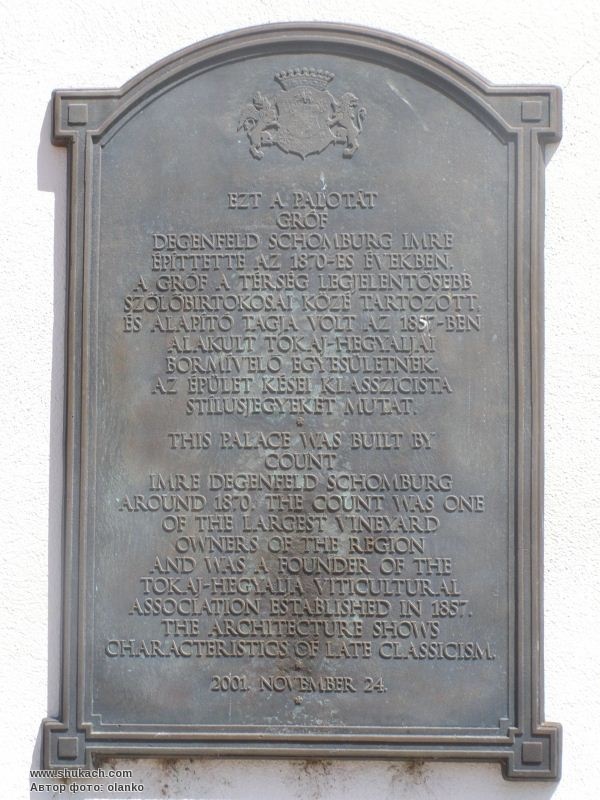 EZT A PALOTÁT
GRÓF
DEGENFELD SCHOMBURG IMRE
ÉPÍTTETTE AZ 1870-ES ÉVEKBEN.
A GRÓF A TÉRSÉG LEGJELENTŐSEBB
SZŐLŐBIRTOKOSAI KÖZÉ TARTOZOTT,
ÉS ALAPÍTÓ TAGJA VOLT AZ 1857-BEN
ALAKULT TOKAJ-HEGYALJAI
BORMÍVELŐ EGYESÜLETNEK.
AZ ÉPÜLET KÉSEI KLASSZICISTA
STÍLUSJEGYEKET MUTAT.
*
THIS PALACE WAS BUILT BY
COUNT
IMRE DEGENFELD SCHOMBURG
AROUND 1870. THE COUNT WAS ONE
OF THE LARGEST VINEYARD
OWNERS OF THE REGION
AND WAS A FOUNDER OF THE
TOKAJ-HEGYALJA VITICULTURAL
ASSOCIATION ESTABLISHED IN 1857.
THE ARCHITECTURE SHOWS
CHARACTERISTICS OF LATE CLASSICISM.
2001. NOVEMBER 24.
*
www.shukach.com
Автор фото: olanko